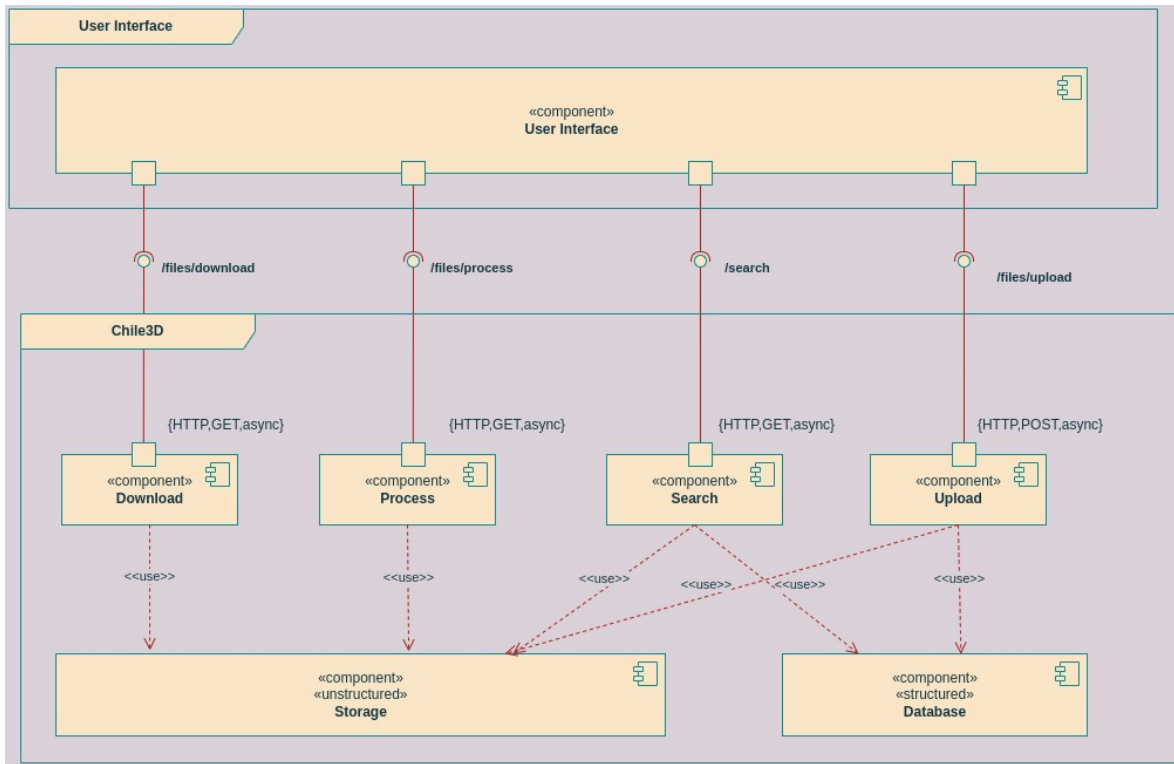 User Interface
«component»
User Interface
/files/download
/files/process
/search
/files/upload
Chile3D
{HTTP,GET,async}
{HTTP,GET,async}
{HTTP,GET,async}
{HTTP,POST,async}
«component»
Download
«component»
Process
«component»
Search
«component»
Upload
<<use>>
<<use>>
<<use>>
<<use>>
<<use>>
<<use>>
«component»
«unstructured»
Storage
«component»
«structured»
Database